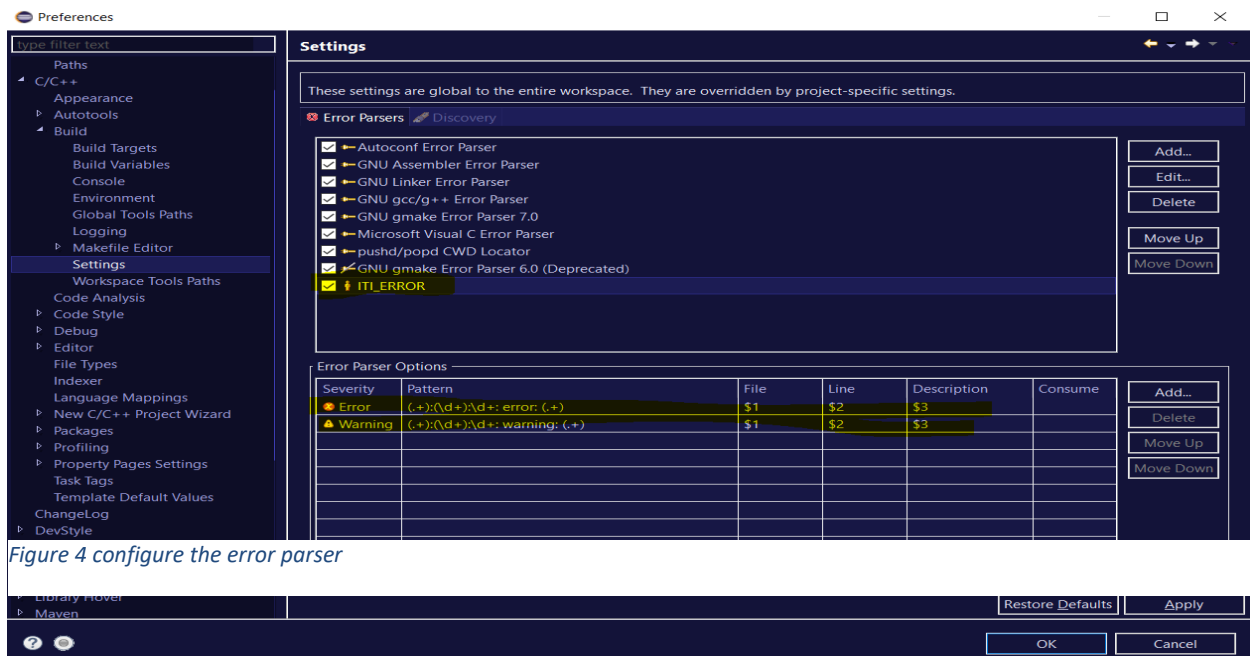 Preferences
type filter text
Paths
C/C++
Appearance
Autotools
Build
Build Targets
Build Variables
Console
Environment
Global Tools Paths
Logging
Makefile Editor
Settings
Workspace Tools Paths
Code Analysis
Code Style
Debug
Editor
File Types
Indexer
Language Mappings
New C/C++ Project Wizard
Packages
Profiling
Property Pages Settings
Task Tags
Template Default Values
ChangeLog
DevStyle
Settings
These settings are global to the entire workspace. They are overridden by project-specific settings.
Error Parsers Discovery
Autoconf Error Parser
GNU Assembler Error Parser
GNU Linker Error Parser
GNU gcc/g++ Error Parser
GNU gmake Error Parser 7.0
Microsoft Visual C Error Parser
pushd/popd CWD Locator
GNU gmake Error Parser 6.0 (Deprecated)
ITI_ERROR
Add...
Edit...
Delete
Move Up
Move Down
Error Parser Options
Severity Pattern File Line Description Consume
Error (.+):(\d+):\d+: error: (.+) $1 $2 $3
Warning (.+):(\d+):\d+: warning: (.+) $1 $2 $3
Add...
Delete
Move Up
Move Down
Figure 4 configure the error parser
Library Hover
Maven
Restore Defaults Apply
OK Cancel